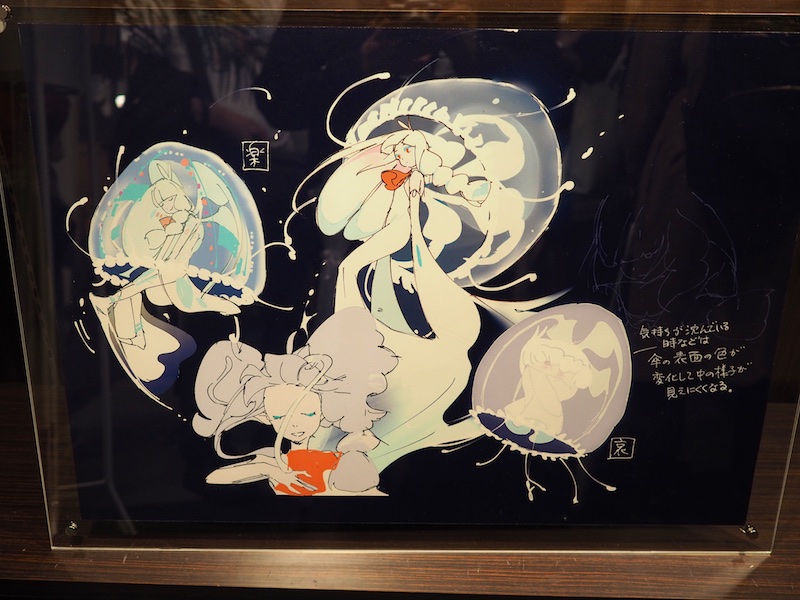 楽
気持ちが沈んでいる
時などは
傘の表面の色が
変化して中の様子が
見えにくくなる。
哀